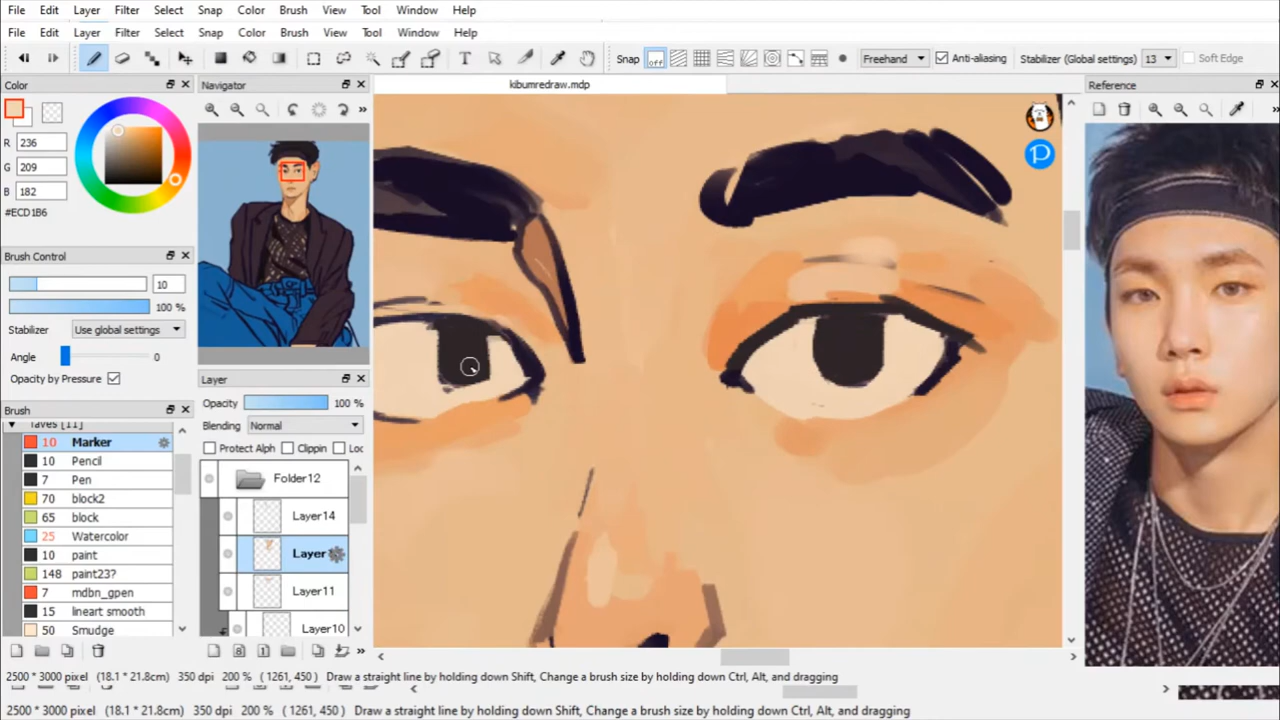 File Edit Layer Filter Select Snap Color Brush View Tool Window Help
File Edit Layer Filter Select Snap Color Brush View Tool Window Help
Snap off Freehand Anti-aliasing Stabilizer (Global settings) 13 Soft Edge
Color Navigator kibumredraw.mdp Reference
R 236
G 209
B 182
#ECD1B6
Brush Control
10
100 %
Stabilizer Use global settings
Angle 0
Opacity by Pressure
Brush
10 Marker
10 Pencil
7 Pen
70 block2
65 block
25 Watercolor
10 paint
148 paint23?
7 mdbn_gpen
15 lineart smooth
50 Smudge
Layer
Opacity 100 %
Blending Normal
Protect Alph Clippin Loc
Folder12
Layer14
Layer
Layer11
Layer10
2500 * 3000 pixel (18.1 * 21.8cm) 350 dpi 200 % ( 1261, 450 ) Draw a straight line by holding down Shift, Change a brush size by holding down Ctrl, Alt, and dragging
2500 * 3000 pixel (18.1 * 21.8cm) 350 dpi 200 % ( 1261, 450 ) Draw a straight line by holding down Shift, Change a brush size by holding down Ctrl, Alt, and dragging